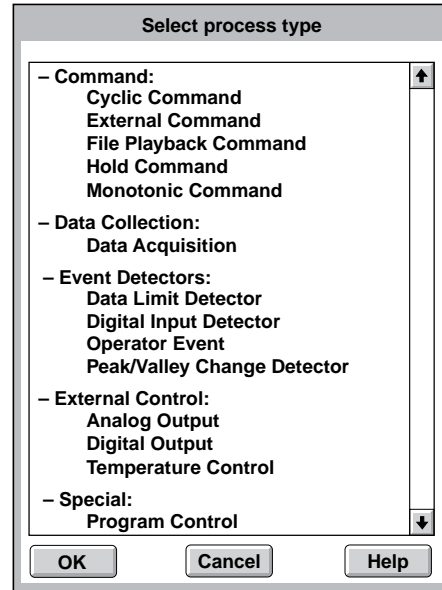 Select process type
– Command:
Cyclic Command
External Command
File Playback Command
Hold Command
Monotonic Command
– Data Collection:
Data Acquisition
– Event Detectors:
Data Limit Detector
Digital Input Detector
Operator Event
Peak/Valley Change Detector
– External Control:
Analog Output
Digital Output
Temperature Control
– Special:
Program Control
OK Cancel Help